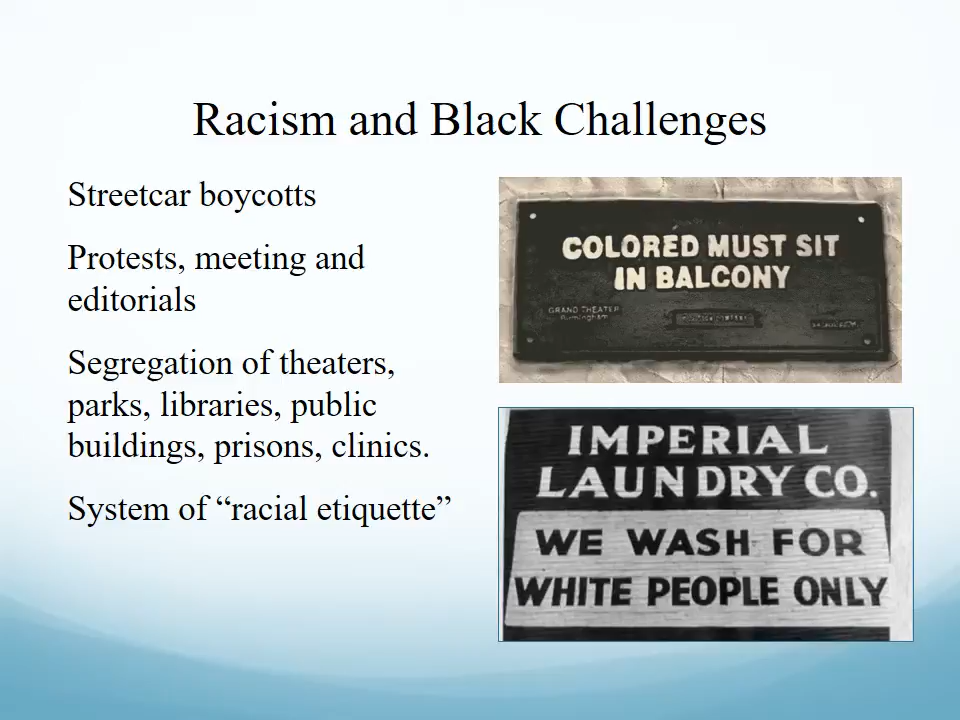 Racism and Black Challenges
Streetcar boycotts
Protests, meeting and
editorials
Segregation of theaters,
parks, libraries, public
buildings, prisons, clinics.
System of “racial etiquette”
COLORED MUST SIT
IN BALCONY
GRAND THEATER
Birmingham
IMPERIAL
LAUNDRY CO.
WE WASH FOR
WHITE PEOPLE ONLY